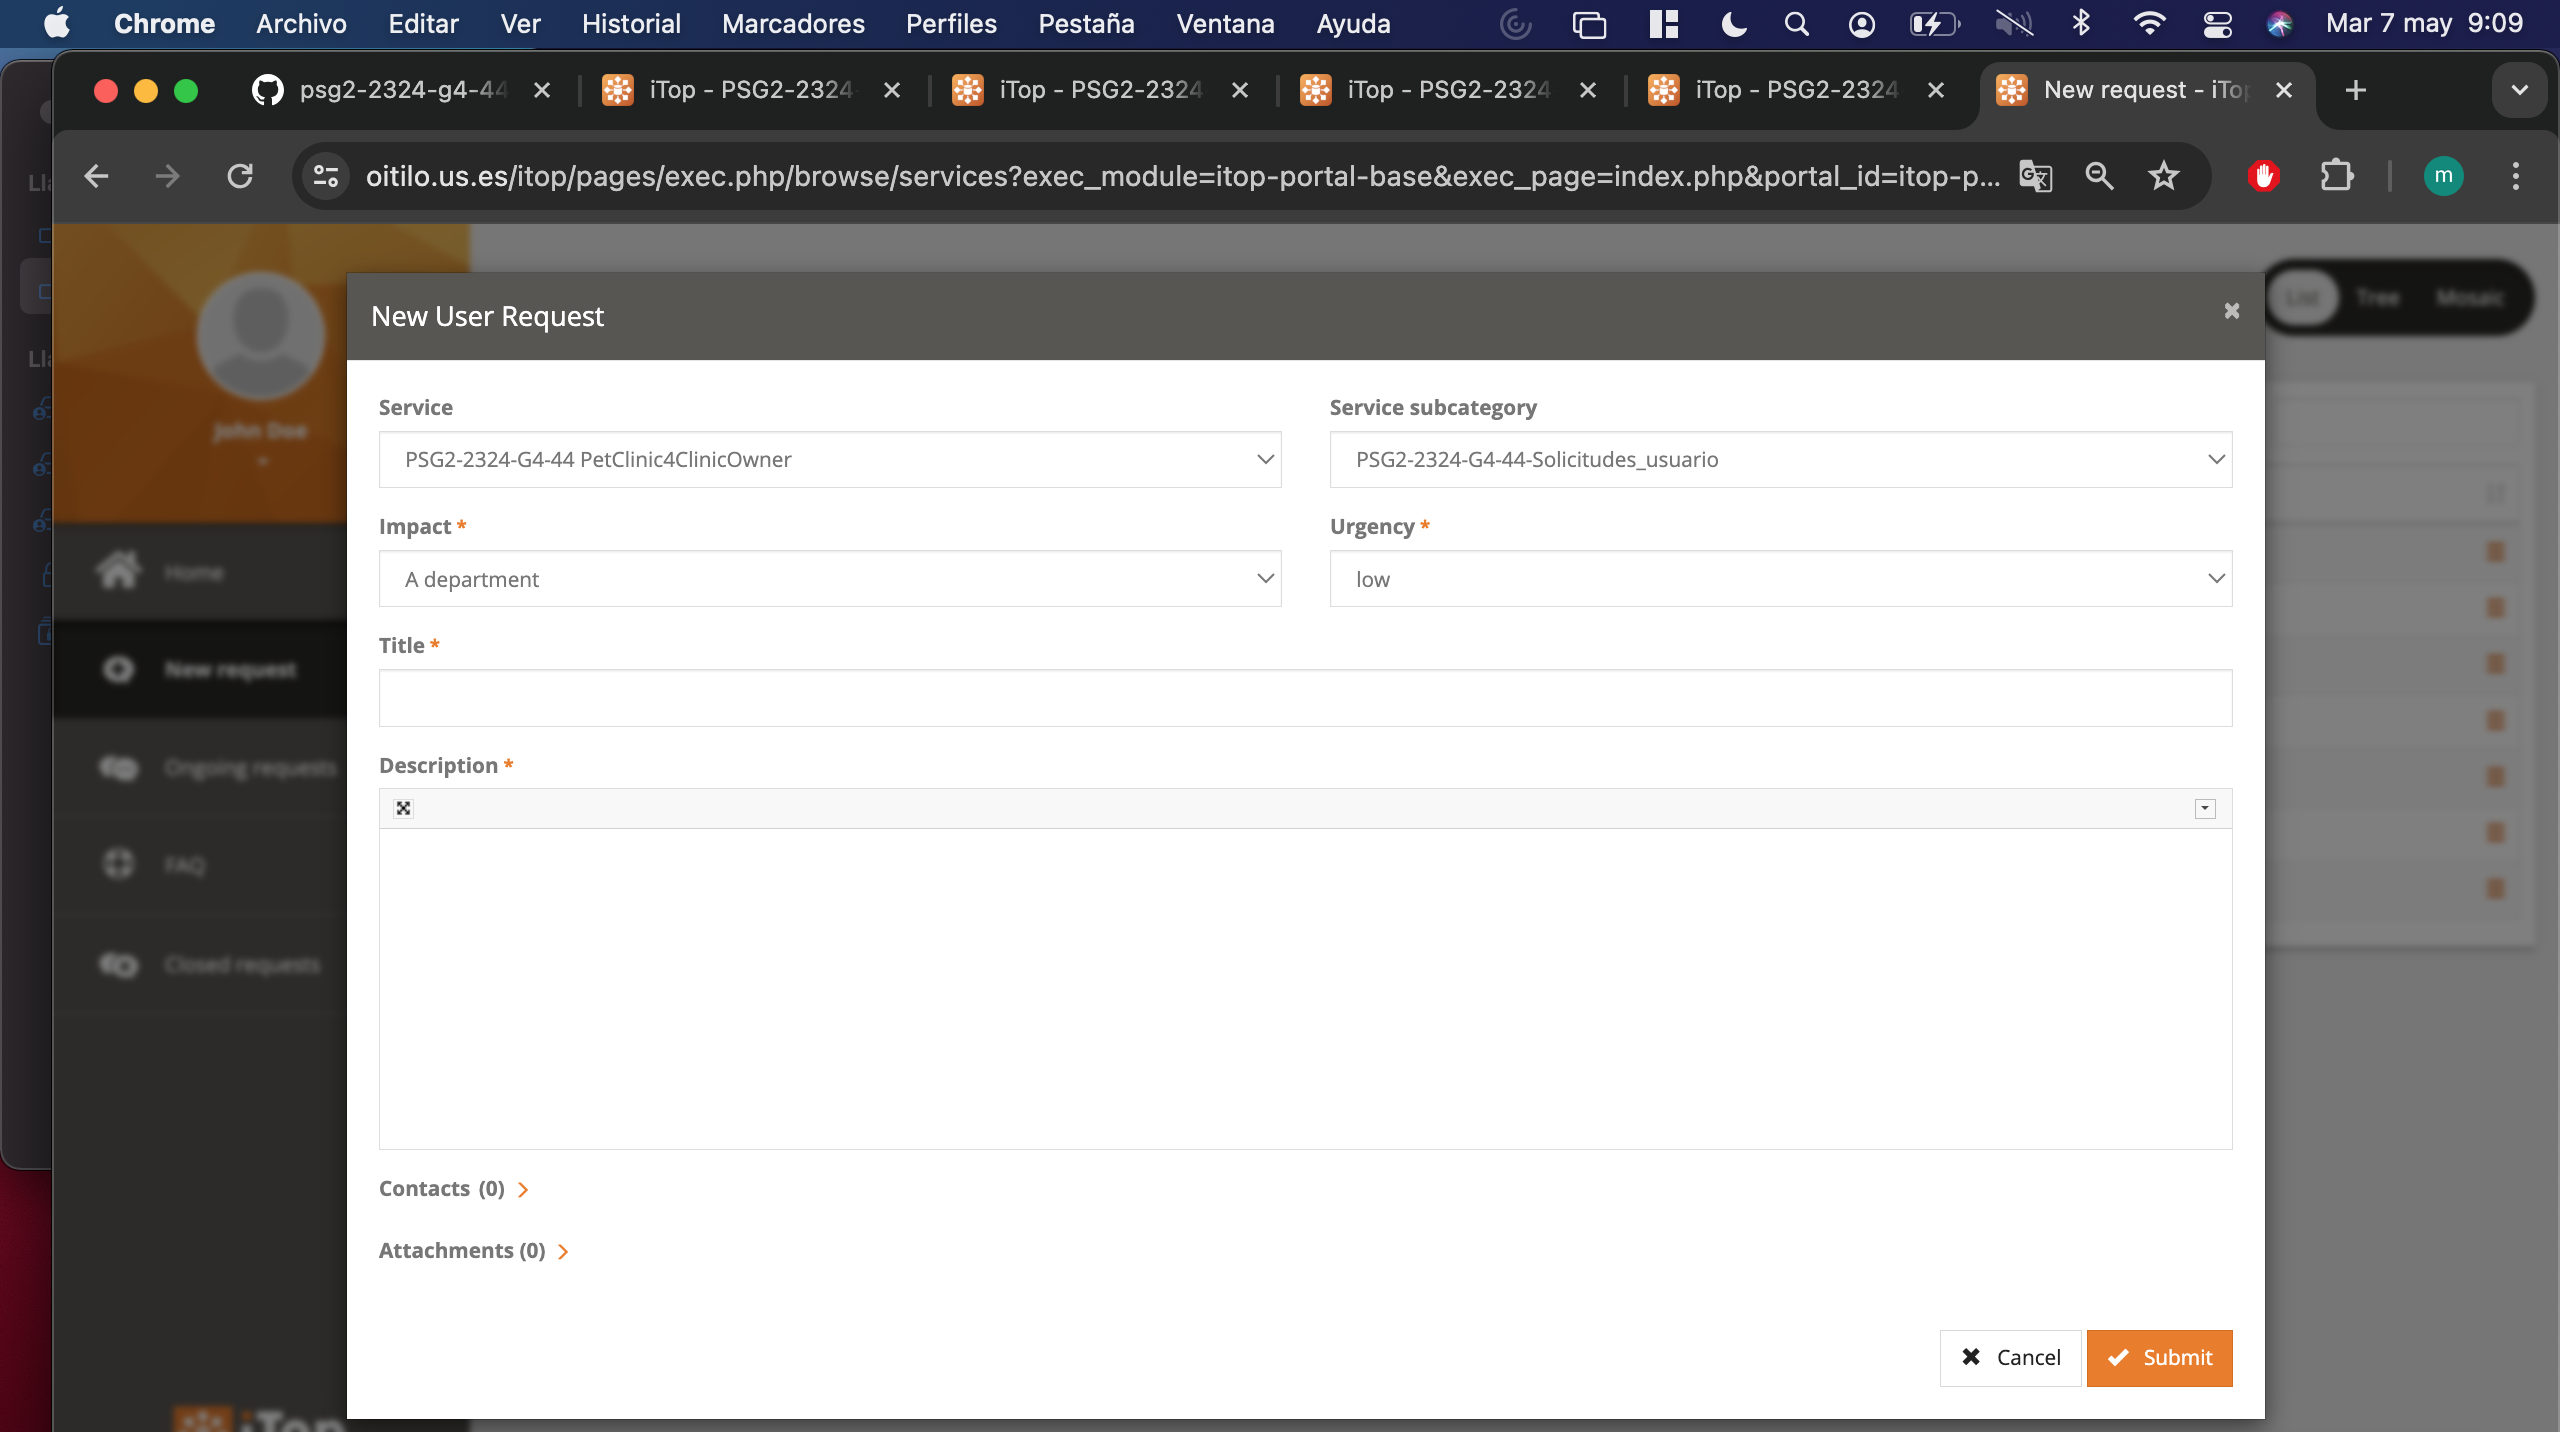 Chrome Archivo Editar Ver Historial Marcadores Perfiles Pestaña Ventana Ayuda Mar 7 may 9:09
psg2-2324-g4-44 iTop - PSG2-2324 iTop - PSG2-2324 iTop - PSG2-2324 iTop - PSG2-2324 New request - iTop
oitilo.us.es/itop/pages/exec.php/browse/services?exec_module=itop-portal-base&exec_page=index.php&portal_id=itop-p... m
New User Request
List Tree Mosaic
John Doe
Home
New request
Ongoing requests
FAQ
Closed requests
iTop
Service
PSG2-2324-G4-44 PetClinic4ClinicOwner
Service subcategory
PSG2-2324-G4-44-Solicitudes_usuario
Impact *
A department
Urgency *
low
Title *
Description *
Contacts (0)
Attachments (0)
Cancel Submit